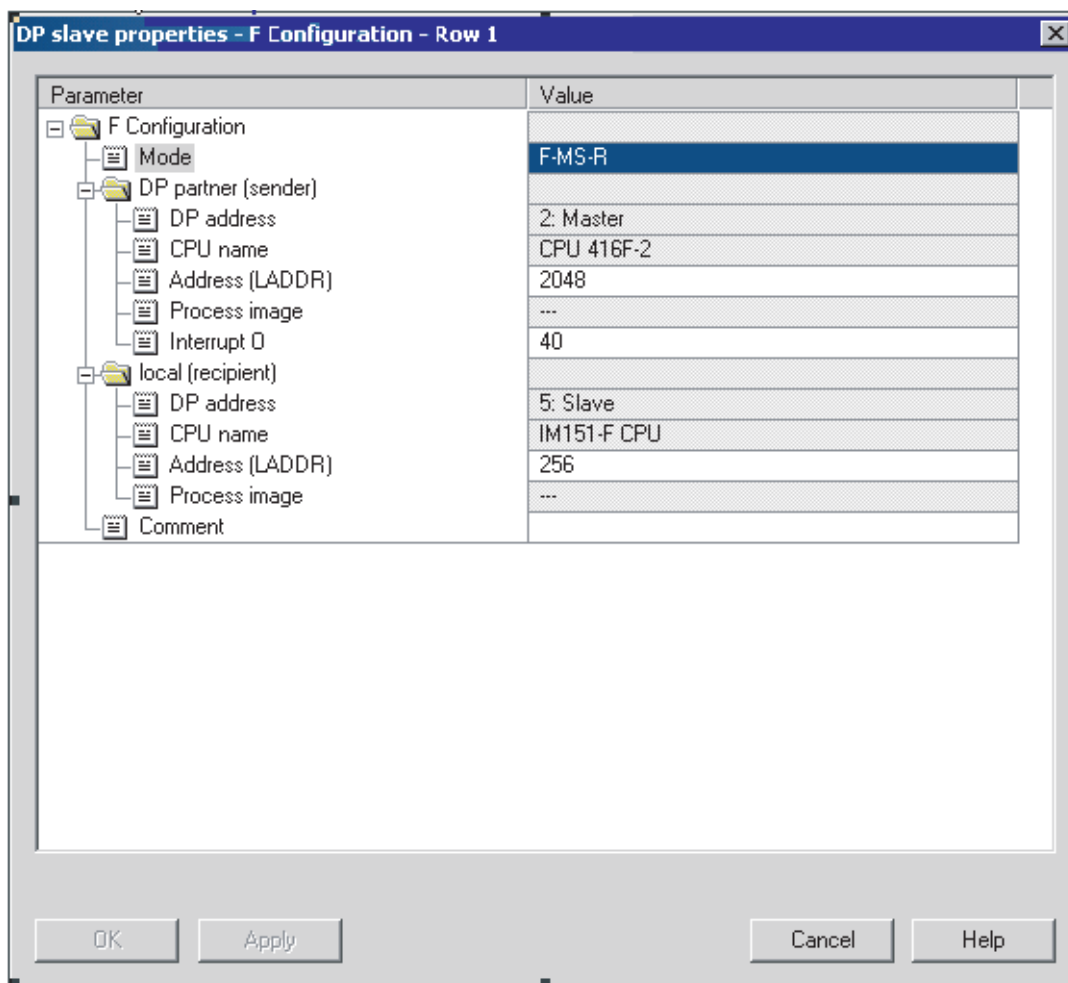 DP slave properties - F Configuration - Row 1
Parameter Value
F Configuration
Mode F-MS-R
DP partner (sender)
DP address 2: Master
CPU name CPU 416F-2
Address (LADDR) 2048
Process image ---
Interrupt O 40
local (recipient)
DP address 5: Slave
CPU name IM151-F CPU
Address (LADDR) 256
Process image ---
Comment
OK Apply Cancel Help